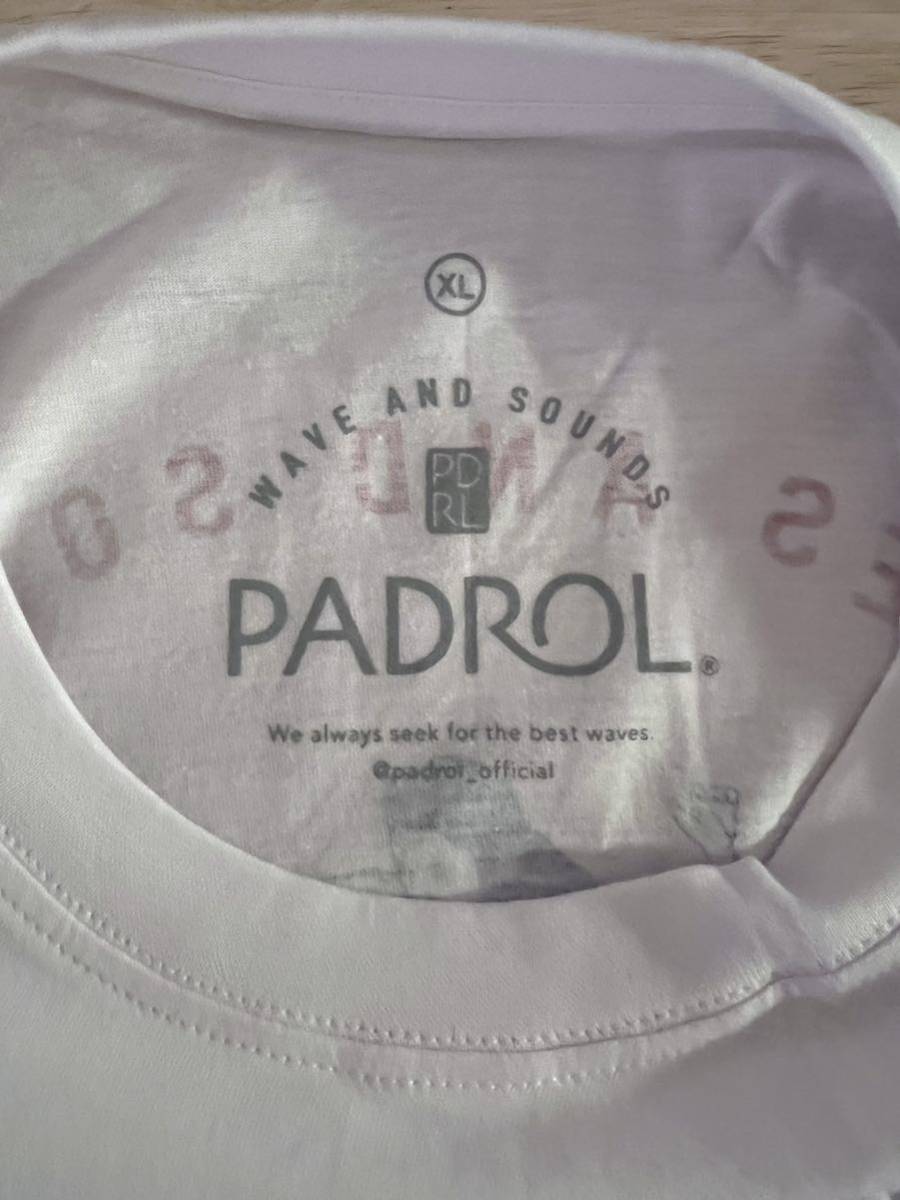 XL
WAVE AND SOUNDS
PD
RL
PADROL®
We always seek for the best waves.
@padrol_official